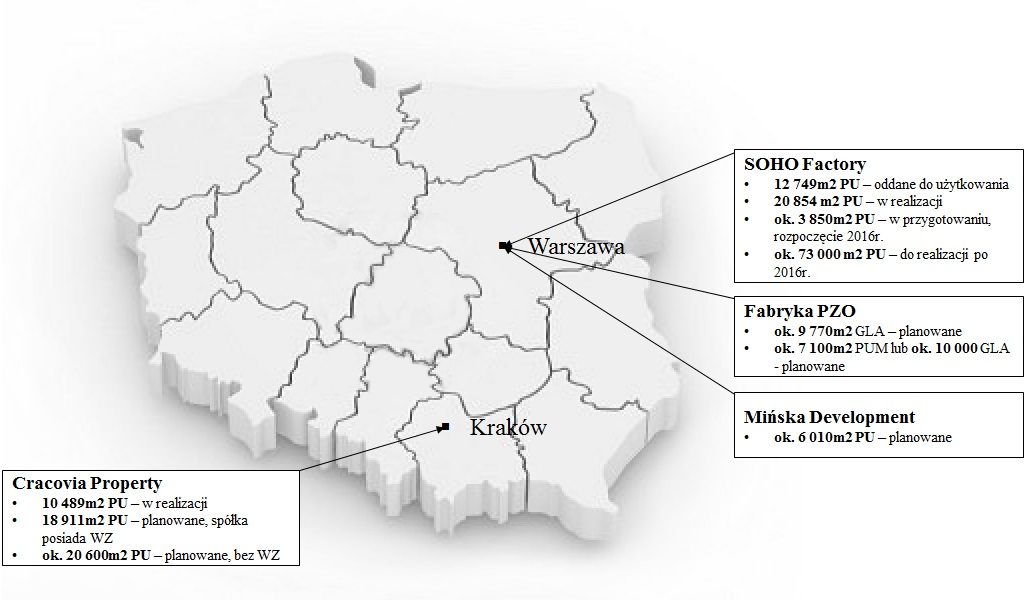 SOHO Factory
• 12 749m2 PU – oddane do użytkowania
• 20 854 m2 PU – w realizacji
• ok. 3 850m2 PU – w przygotowaniu,
rozpoczęcie 2016r.
• ok. 73 000 m2 PU – do realizacji po
2016r.
Warszawa
Fabryka PZO
• ok. 9 770m2 GLA – planowane
• ok. 7 100m2 PUM lub ok. 10 000 GLA
- planowane
Mińska Development
• ok. 6 010m2 PU – planowane
Kraków
Cracovia Property
• 10 489m2 PU – w realizacji
• 18 911m2 PU – planowane, spółka
posiada WZ
• ok. 20 600m2 PU – planowane, bez WZ